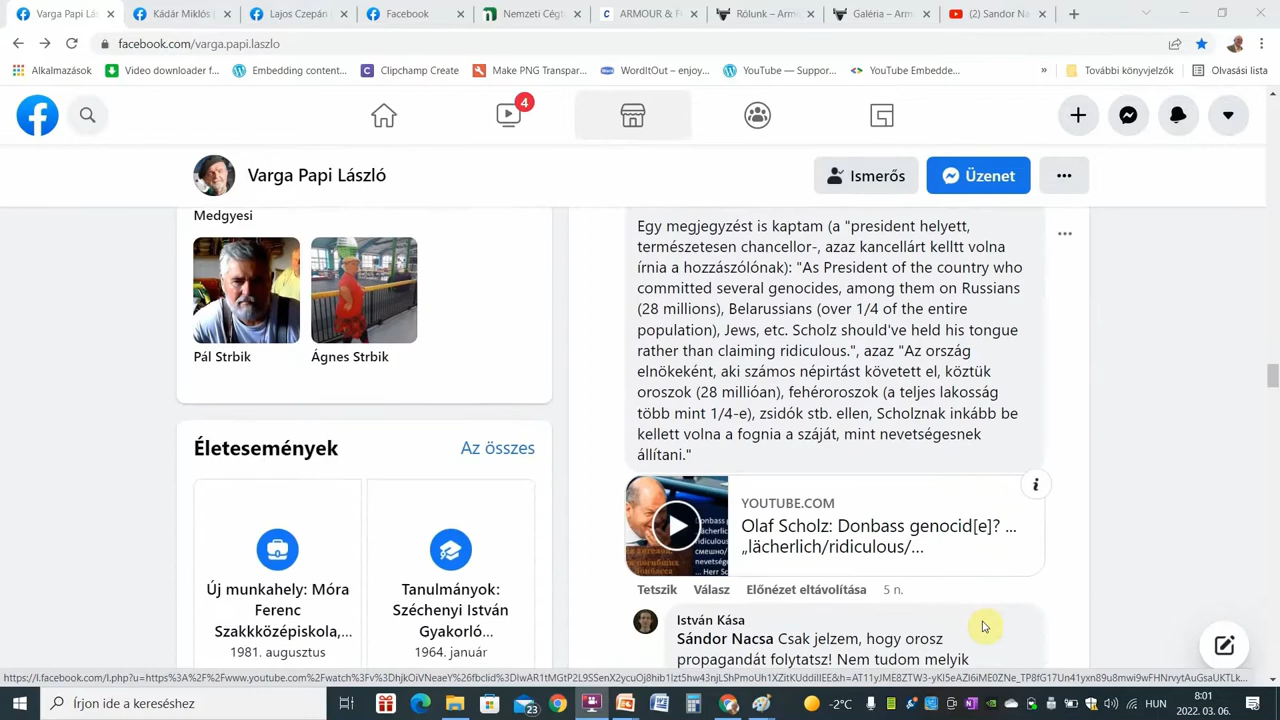 Varga Papi Lás
Kádár Miklós (
Lajos Czepán (
Facebook
Nemzeti Cégt
ARMOUR & F
Rólunk – Arm
Galéria – Arm
(2) Sandor Na
facebook.com/varga.papi.laszlo
Alkalmazások
Video downloader f...
Embedding content...
Clipchamp Create
Make PNG Transpar...
WordItOut – enjoy...
YouTube — Suppor...
YouTube Embedde...
»
További könyvjelzők
Olvasási lista
4
Varga Papi László
Ismerős
Üzenet
Medgyesi
Pál Strbik
Ágnes Strbik
Életesemények
Az összes
Új munkahely: Móra
Ferenc
Szakkközépiskola,...
1981. augusztus
Tanulmányok:
Széchenyi István
Gyakorló...
1964. január
Egy megjegyzést is kaptam (a "president helyett,
természetesen chancellor-, azaz kancellárt kelltt volna
írnia a hozzászólónak): "As President of the country who
committed several genocides, among them on Russians
(28 millions), Belarussians (over 1/4 of the entire
population), Jews, etc. Scholz should've held his tongue
rather than claiming ridiculous.", azaz "Az ország
elnökeként, aki számos népirtást követett el, köztük
oroszok (28 millióan), fehéroroszok (a teljes lakosság
több mint 1/4-e), zsidók stb. ellen, Scholznak inkább be
kellett volna a fognia a száját, mint nevetségesnek
állítani."
YOUTUBE.COM
Olaf Scholz: Donbass genocid[e]? ...
„lächerlich/ridiculous/...
Tetszik Válasz Előnézet eltávolítása 5 n.
István Kása
Sándor Nacsa Csak jelzem, hogy orosz
propagandát folytatsz! Nem tudom melyik
Írjon ide a kereséshez
23
-2°C
HUN
8:01
2022. 03. 06.